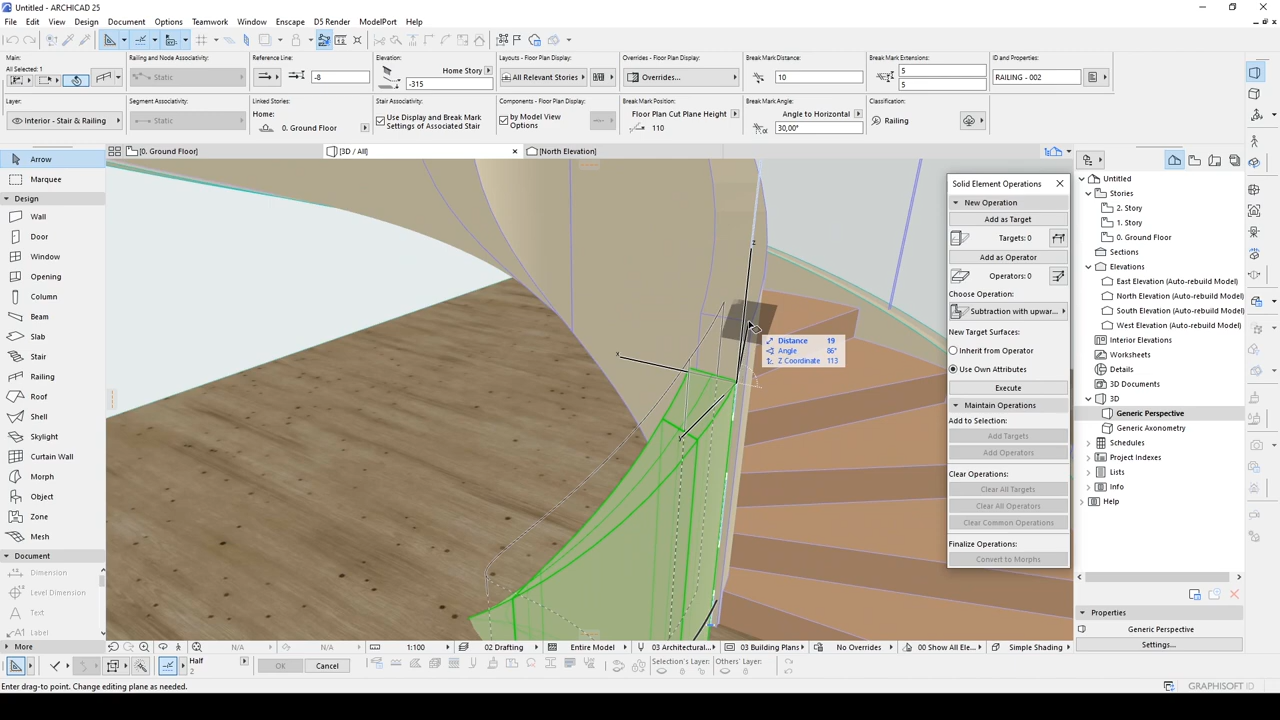 Untitled - ARCHICAD 25
File Edit View Design Document Options Teamwork Window Enscape D5 Render ModelPort Help
Main:
All Selected: 1
Railing and Node Associativity:
Static
Reference Line:
-8
Elevation:
Home Story
-315
Layouts - Floor Plan Display:
All Relevant Stories
Overrides - Floor Plan Display:
Overrides...
Break Mark Distance:
10
Break Mark Extensions:
5
5
ID and Properties:
RAILING - 002
Layer:
Interior - Stair & Railing
Segment Associativity:
Static
Linked Stories:
Home:
0. Ground Floor
Stair Associativity:
Use Display and Break Mark
Settings of Associated Stair
Components - Floor Plan Display:
by Model View
Options
Break Mark Position:
Floor Plan Cut Plane Height
110
Break Mark Angle:
Angle to Horizontal
30,00°
Classification:
Railing
[0. Ground Floor]
[3D / All]
[North Elevation]
Arrow
Marquee
Design
Wall
Door
Window
Opening
Column
Beam
Slab
Stair
Railing
Roof
Shell
Skylight
Curtain Wall
Morph
Object
Zone
Mesh
Document
Dimension
Level Dimension
Text
Label
More
z
x
y
Distance 19
Angle 86°
Z Coordinate 113
Solid Element Operations
New Operation
Add as Target
Targets: 0
Add as Operator
Operators: 0
Choose Operation:
Subtraction with upwar...
New Target Surfaces:
Inherit from Operator
Use Own Attributes
Execute
Maintain Operations
Add to Selection:
Add Targets
Add Operators
Clear Operations:
Clear All Targets
Clear All Operators
Clear Common Operations
Finalize Operations:
Convert to Morphs
Untitled
Stories
2. Story
1. Story
0. Ground Floor
Sections
Elevations
East Elevation (Auto-rebuild Model)
North Elevation (Auto-rebuild Model)
South Elevation (Auto-rebuild Model)
West Elevation (Auto-rebuild Model)
Interior Elevations
Worksheets
Details
3D Documents
3D
Generic Perspective
Generic Axonometry
Schedules
Project Indexes
Lists
Info
Help
Properties
Generic Perspective
Settings...
N/A
N/A
1:100
02 Drafting
Entire Model
03 Architectural...
03 Building Plans
No Overrides
00 Show All Ele...
Simple Shading
Half
2
OK
Cancel
Selection's Layer:
Others' Layer:
Enter drag-to point. Change editing plane as needed.
GRAPHISOFT